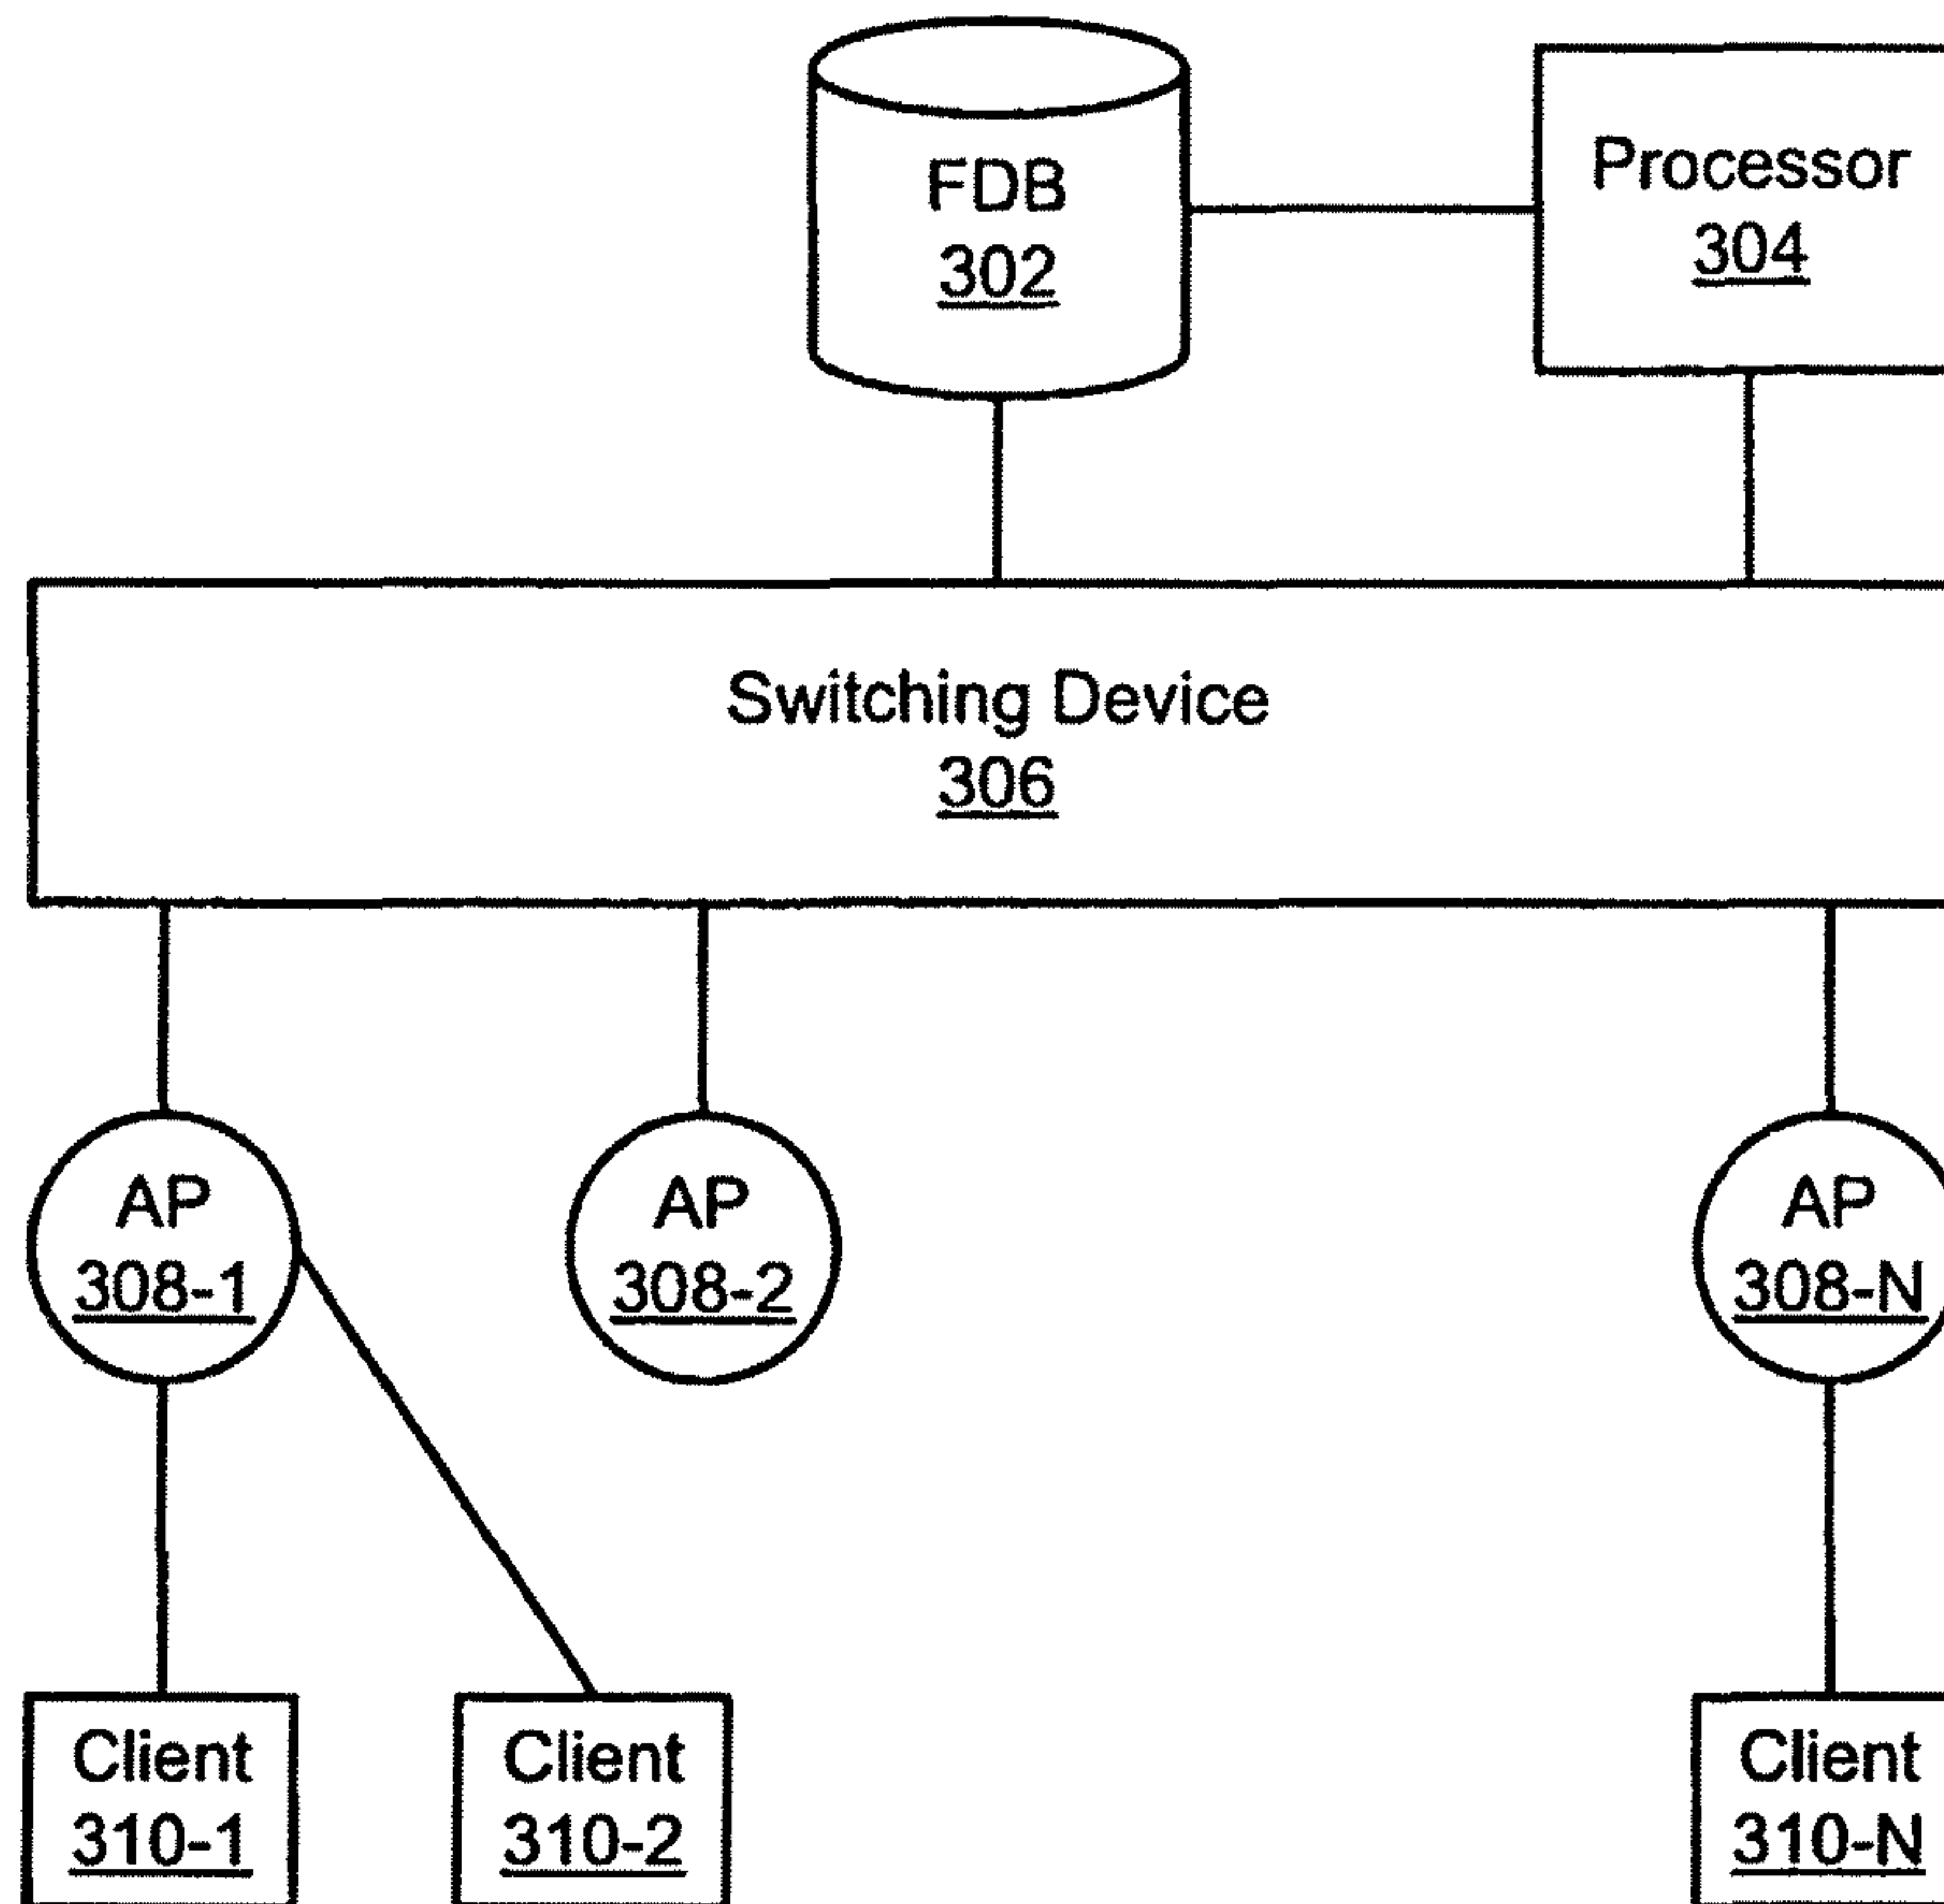 FDB
302
Processor
304
Switching Device
306
AP
308-1
AP
308-2
AP
308-N
Client
310-1
Client
310-2
Client
310-N